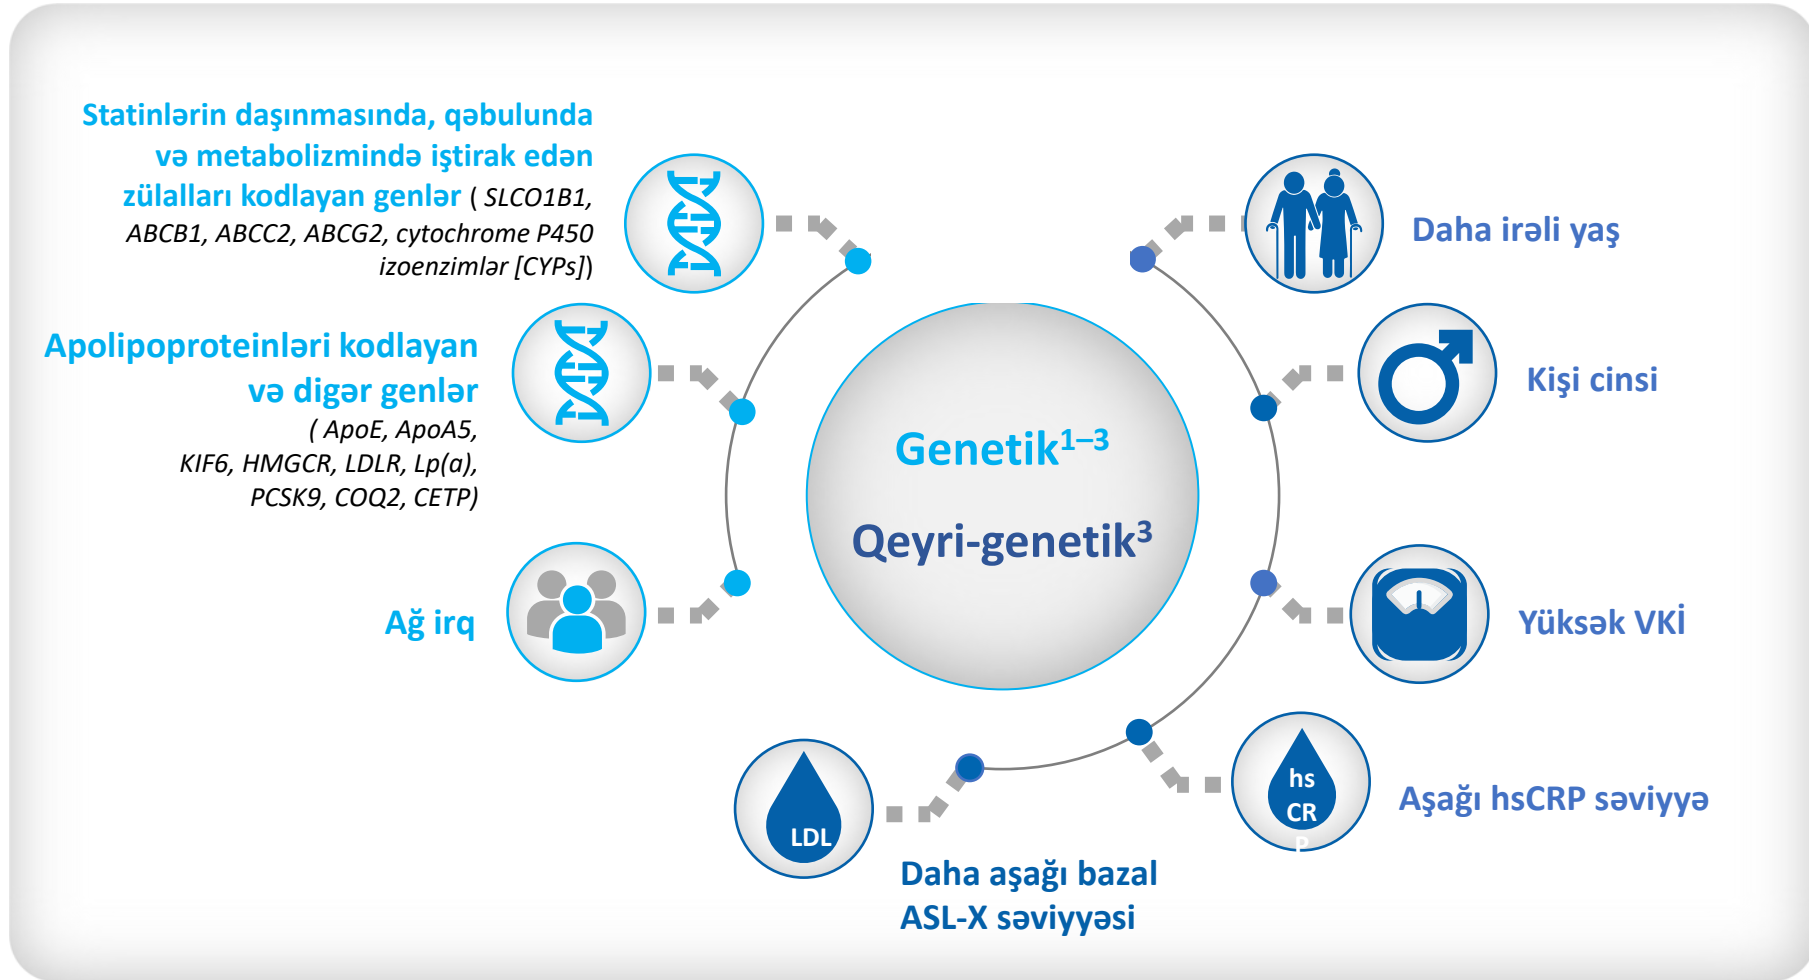 Statinlərin daşınmasında, qəbulunda
və metabolizmində iştirak edən
zülalları kodlayan genlər ( SLCO1B1,
ABCB1, ABCC2, ABCG2, cytochrome P450
izoenzimlər [CYPs])
Apolipoproteinləri kodlayan
və digər genlər
( ApoE, ApoA5,
KIF6, HMGCR, LDLR, Lp(a),
PCSK9, COQ2, CETP)
Ağ irq
Genetik¹⁻³
Qeyri-genetik³
Daha irəli yaş
Kişi cinsi
Yüksək VKİ
hs
CR
P
Aşağı hsCRP səviyyə
LDL
Daha aşağı bazal
ASL-X səviyyəsi